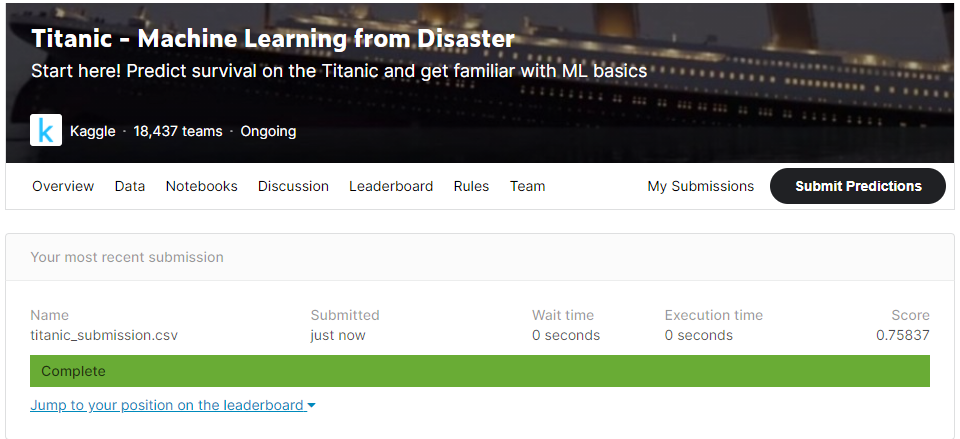 Titanic - Machine Learning from Disaster
Start here! Predict survival on the Titanic and get familiar with ML basics
k Kaggle · 18,437 teams · Ongoing
Overview Data Notebooks Discussion Leaderboard Rules Team My Submissions Submit Predictions
Your most recent submission
Name Submitted Wait time Execution time Score
titanic_submission.csv just now 0 seconds 0 seconds 0.75837
Complete
Jump to your position on the leaderboard